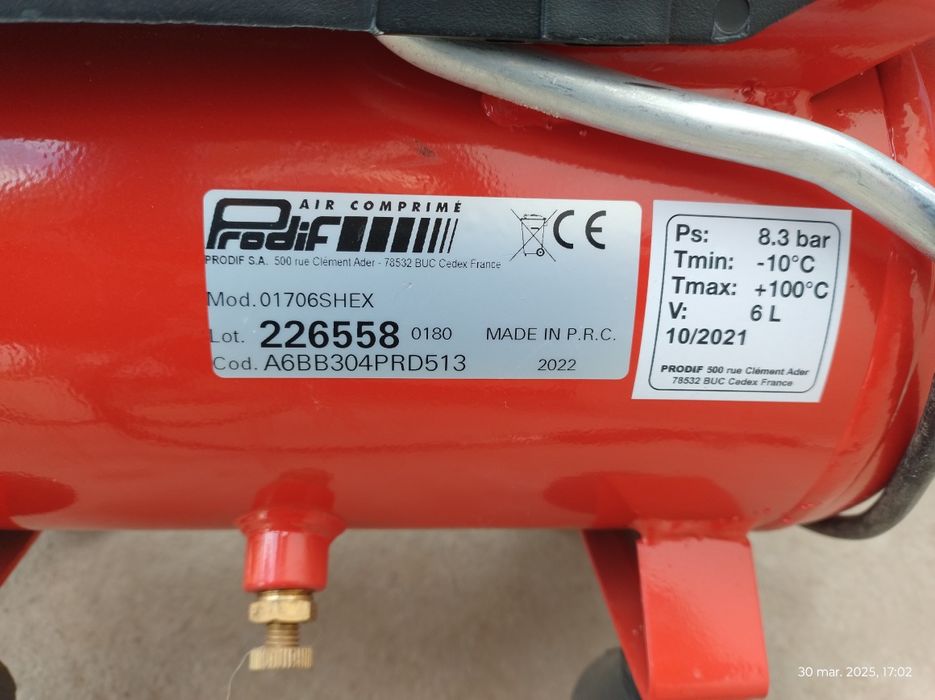 AIR COMPRIMÉ
Prodif
CE
PRODIF S.A. 500 rue Clément Ader - 78532 BUC Cedex France
Mod. 01706SHEX
Lot. 226558 0180 MADE IN P.R.C.
Cod. A6BB304PRD513 2022
Ps: 8.3 bar
Tmin: -10°C
Tmax: +100°C
V: 6 L
10/2021
PRODIF 500 rue Clément Ader
78532 BUC Cedex France
30 mar. 2025, 17:02